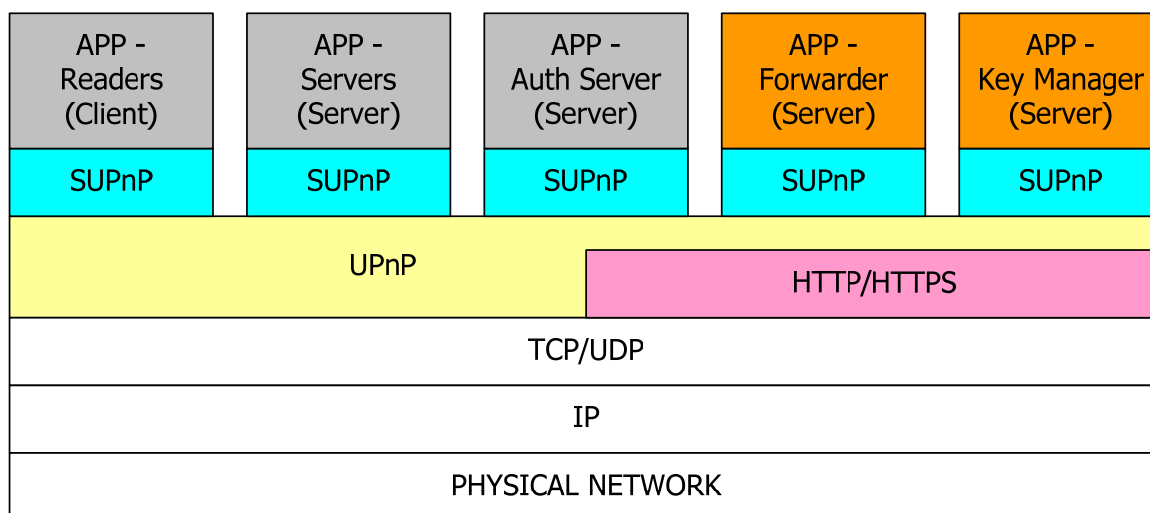 APP -
Readers
(Client)
APP -
Servers
(Server)
APP -
Auth Server
(Server)
APP -
Forwarder
(Server)
APP -
Key Manager
(Server)
SUPnP
SUPnP
SUPnP
SUPnP
SUPnP
UPnP
HTTP/HTTPS
TCP/UDP
IP
PHYSICAL NETWORK